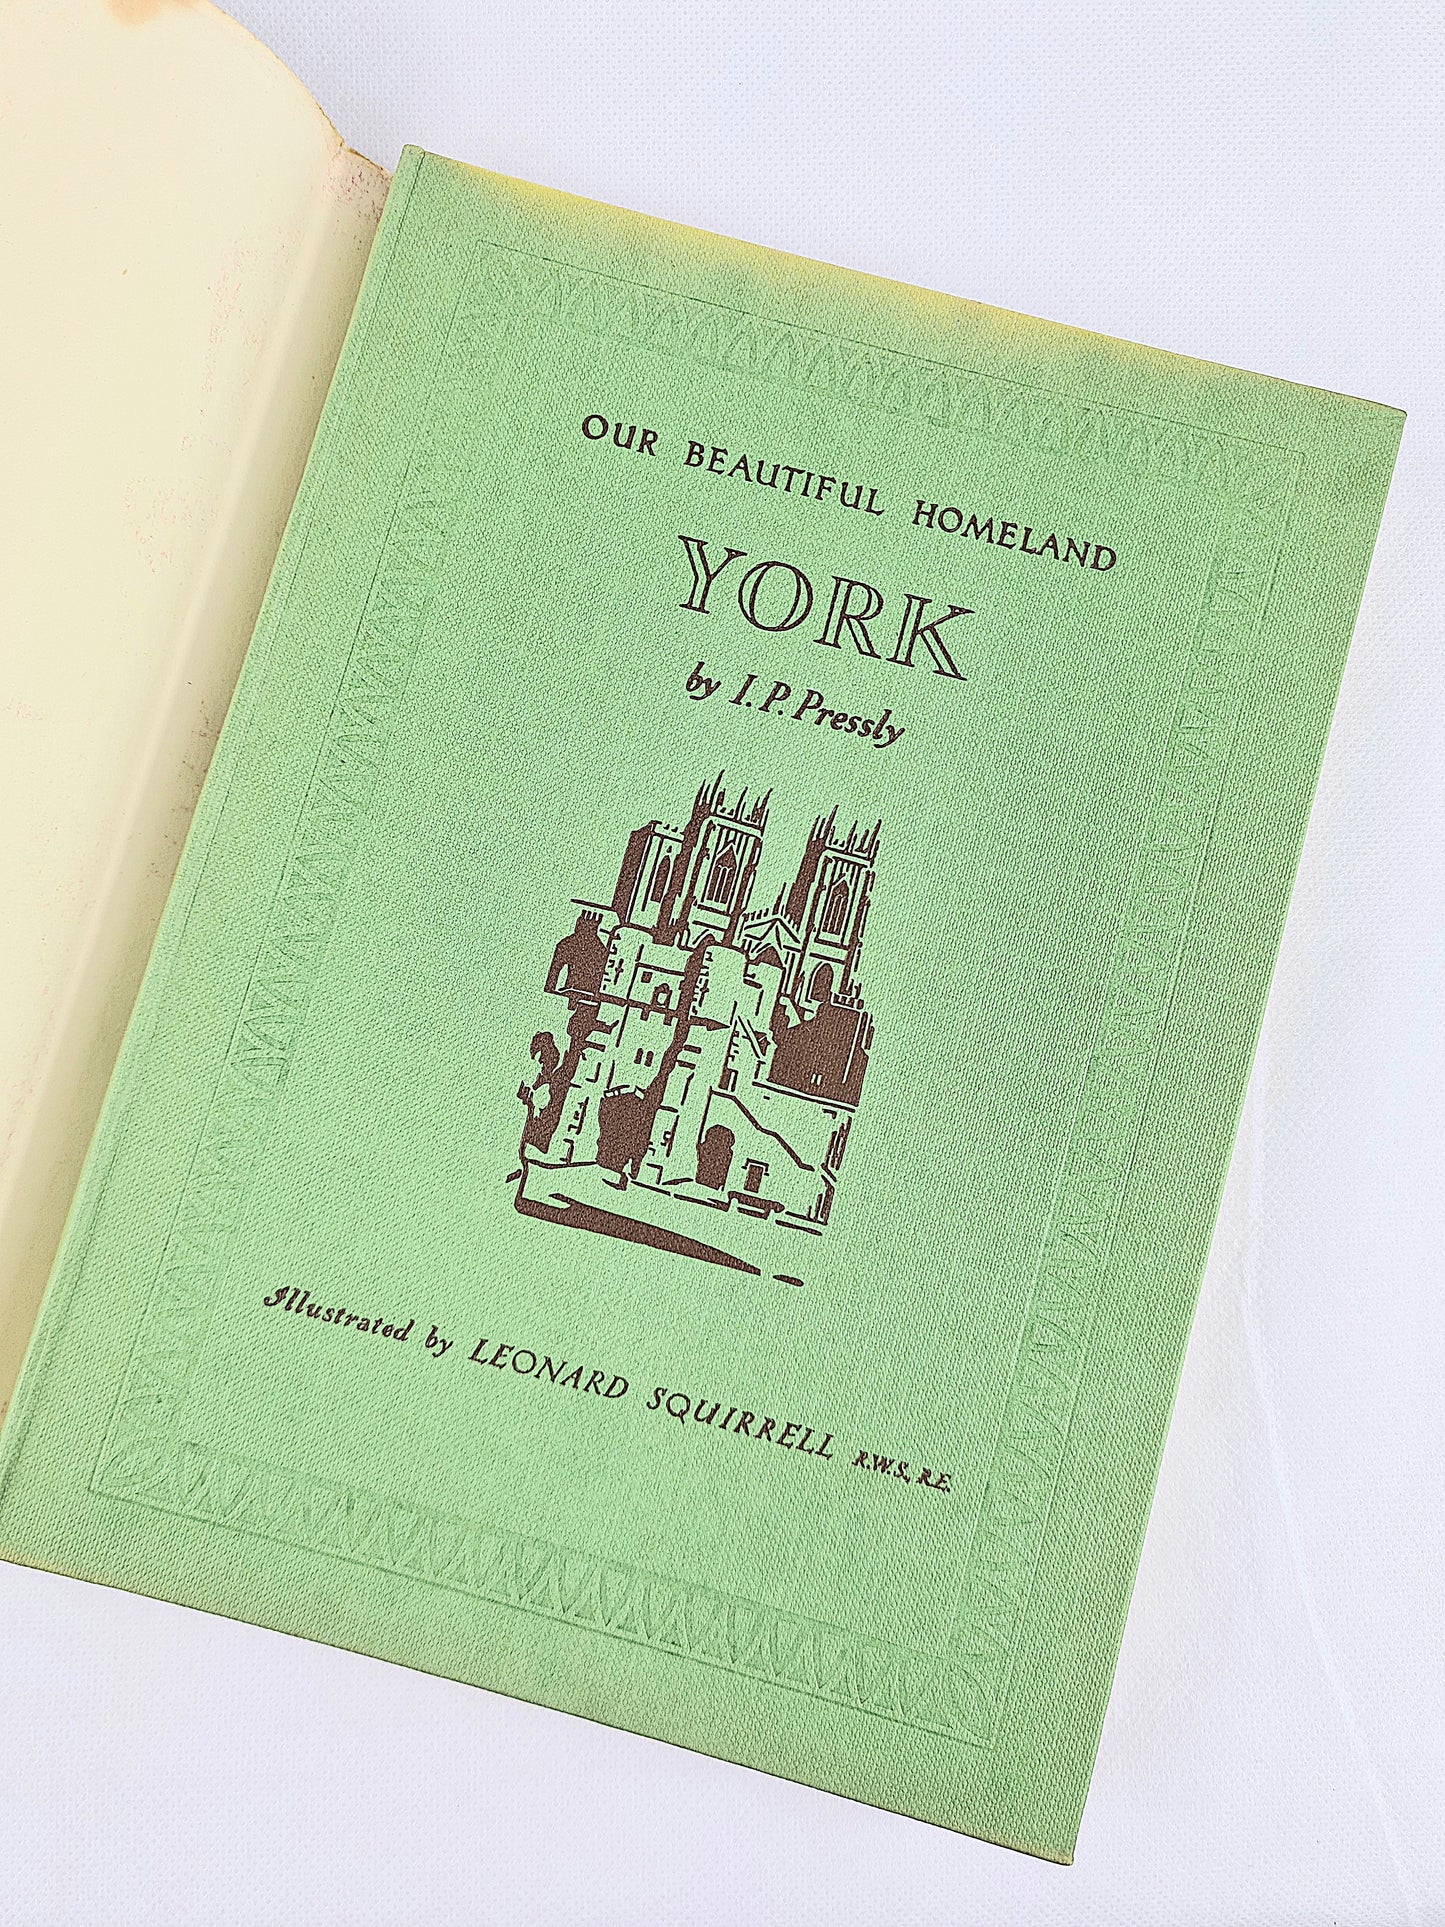 OUR BEAUTIFUL HOMELAND
YORK
by I. P. Pressly
Illustrated by LEONARD SQUIRRELL R.W.S., R.E.